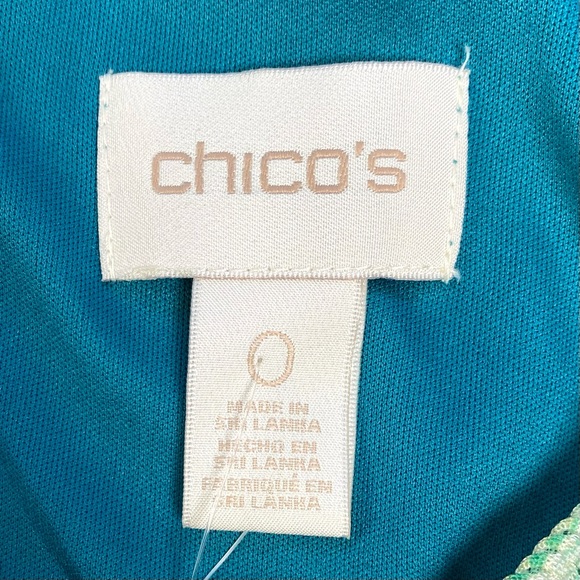 chico's
0
MADE IN
SRI LANKA
HECHO EN
SRI LANKA
FABRIQUÉ EN
SRI LANKA